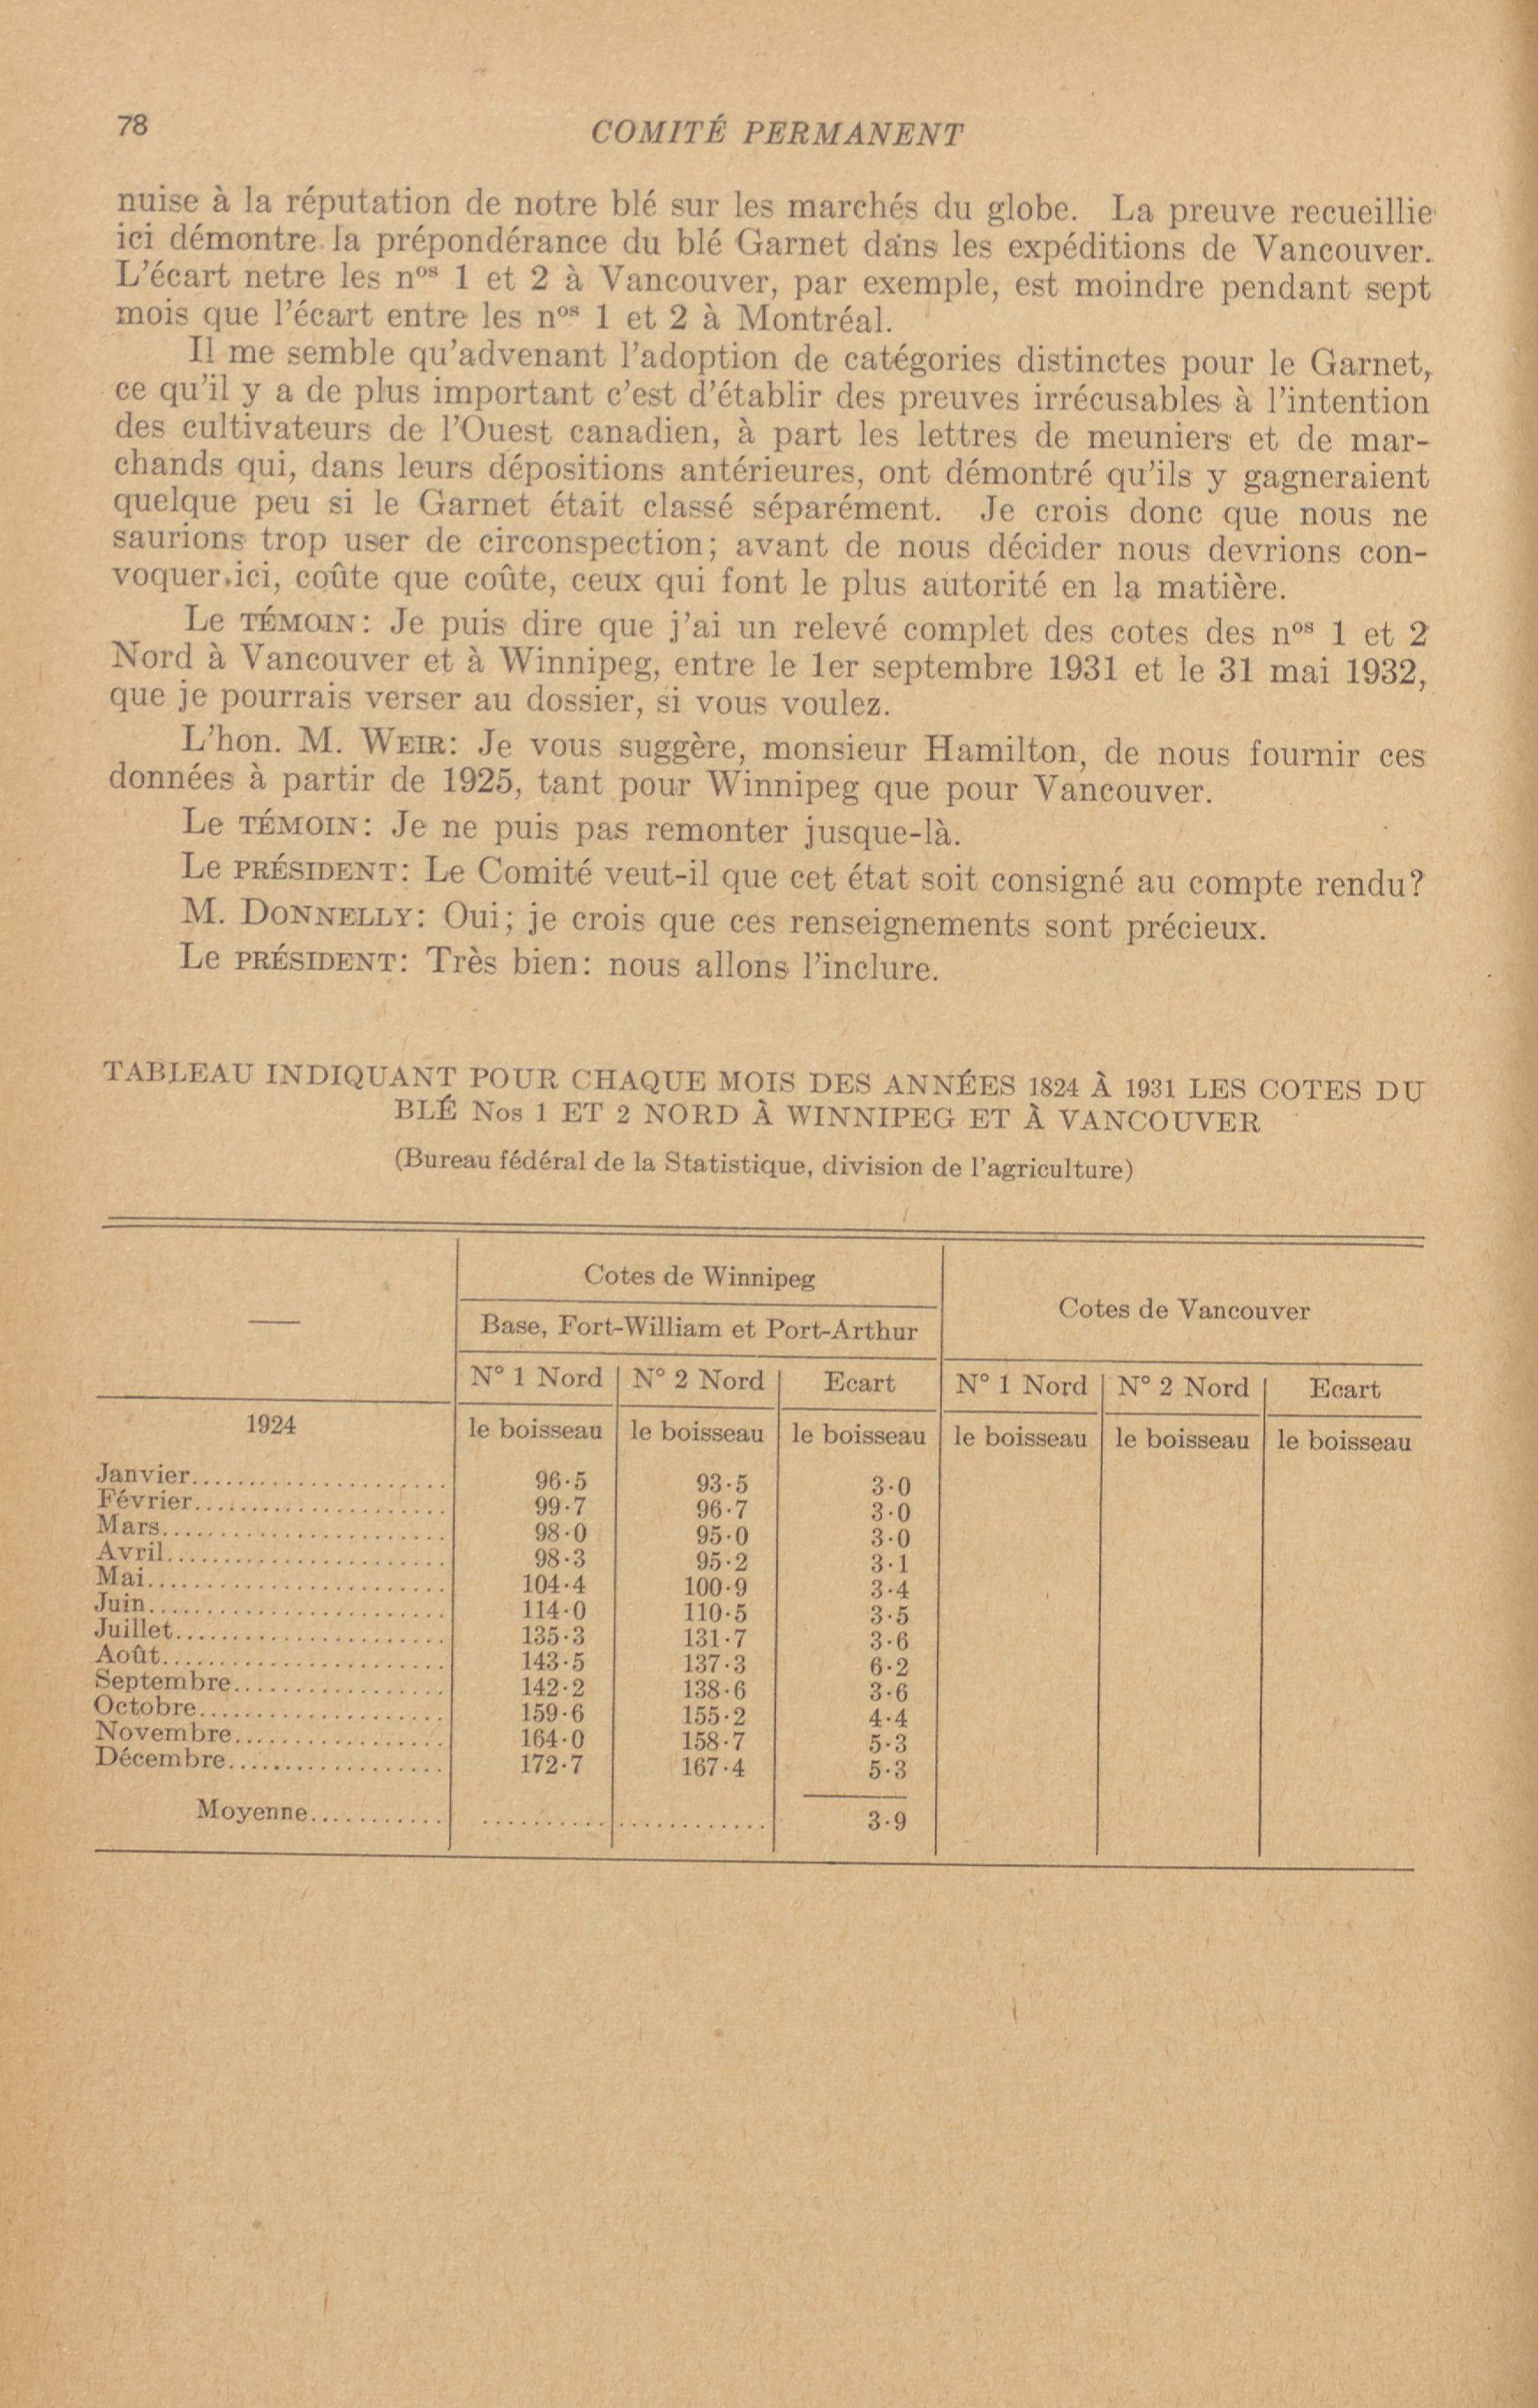 78
COMITÉ PERMANENT
nuise à la réputation de notre blé sur les marchés du globe. La preuve recueillie
ici démontre la prépondérance du blé Garnet dans les expéditions de Vancouver.
L'écart netre les nos 1 et 2 à Vancouver, par exemple, est moindre pendant sept
mois que l'écart entre les nos 1 et 2 à Montréal.
Il me semble qu'advenant l'adoption de catégories distinctes pour le Garnet,
ce qu'il y a de plus important c'est d'établir des preuves irrécusables à l'intention
des cultivateurs de l'Ouest canadien, à part les lettres de meuniers et de mar-
chands qui, dans leurs dépositions antérieures, ont démontré qu'ils y gagneraient
quelque peu si le Garnet était classé séparément. Je crois donc que nous ne
saurions trop user de circonspection; avant de nous décider nous devrions con-
voquer ici, coûte que coûte, ceux qui font le plus autorité en la matière.
Le TÉMOIN: Je puis dire que j'ai un relevé complet des cotes des nos 1 et 2
Nord à Vancouver et à Winnipeg, entre le 1er septembre 1931 et le 31 mai 1932,
que je pourrais verser au dossier, si vous voulez.
L'hon. M. WEIR: Je vous suggère, monsieur Hamilton, de nous fournir ces
données à partir de 1925, tant pour Winnipeg que pour Vancouver.
Le TÉMOIN: Je ne puis pas remonter jusque-là.
Le PRÉSIDENT: Le Comité veut-il que cet état soit consigné au compte rendu?
M. DONNELLY: Oui; je crois que ces renseignements sont précieux.
Le PRÉSIDENT: Très bien: nous allons l'inclure.
TABLEAU INDIQUANT POUR CHAQUE MOIS DES ANNÉES 1824 À 1931 LES COTES DU
BLÉ Nos 1 ET 2 NORD À WINNIPEG ET À VANCOUVER
(Bureau fédéral de la Statistique, division de l'agriculture)
Cotes de Winnipeg
Cotes de Vancouver
Base, Fort-William et Port-Arthur
N° 1 Nord N° 2 Nord Ecart N° 1 Nord N° 2 Nord Ecart
1924 le boisseau le boisseau le boisseau le boisseau le boisseau le boisseau
Janvier 96·5 93·5 3·0
Février 99·7 96·7 3·0
Mars 98·0 95·0 3·0
Avril 98·3 95·2 3·1
Mai 104·4 100·9 3·4
Juin 114·0 110·5 3·5
Juillet 135·3 131·7 3·6
Août 143·5 137·3 6·2
Septembre 142·2 138·6 3·6
Octobre 159·6 155·2 4·4
Novembre 164·0 158·7 5·3
Décembre 172·7 167·4 5·3
Moyenne 3·9